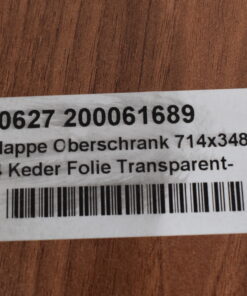 0627 200061689
lappe Oberschrank 714x348
Keder Folie Transparent-